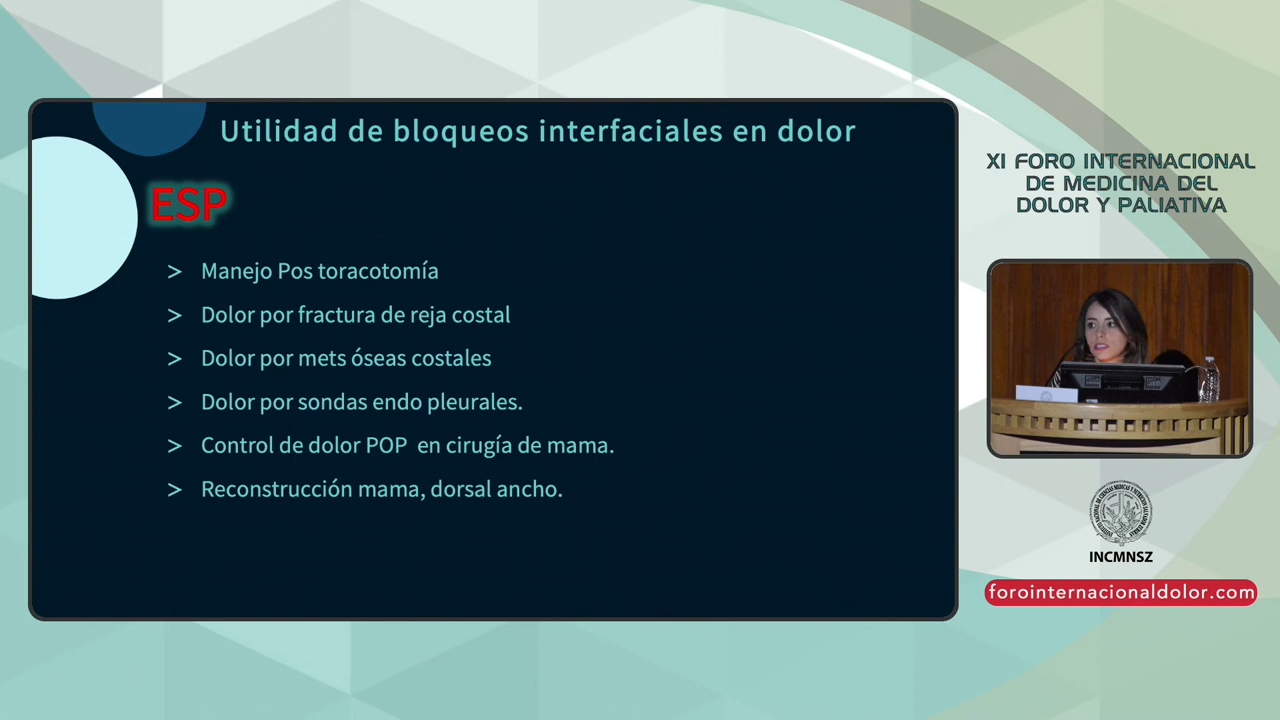 Utilidad de bloqueos interfaciales en dolor
ESP
> Manejo Pos toracotomía
> Dolor por fractura de reja costal
> Dolor por mets óseas costales
> Dolor por sondas endo pleurales.
> Control de dolor POP en cirugía de mama.
> Reconstrucción mama, dorsal ancho.
XI FORO INTERNACIONAL
DE MEDICINA DEL
DOLOR Y PALIATIVA
INCMNSZ
forointernacionaldolor.com